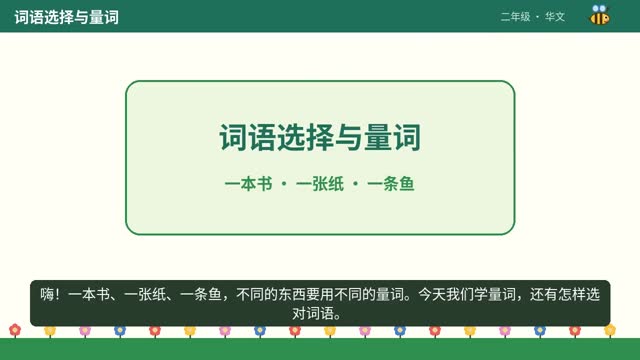 词语选择与量词
二年级 · 华文
词语选择与量词
一本书 · 一张纸 · 一条鱼
嗨！一本书、一张纸、一条鱼，不同的东西要用不同的量词。今天我们学量词，还有怎样选
对词语。